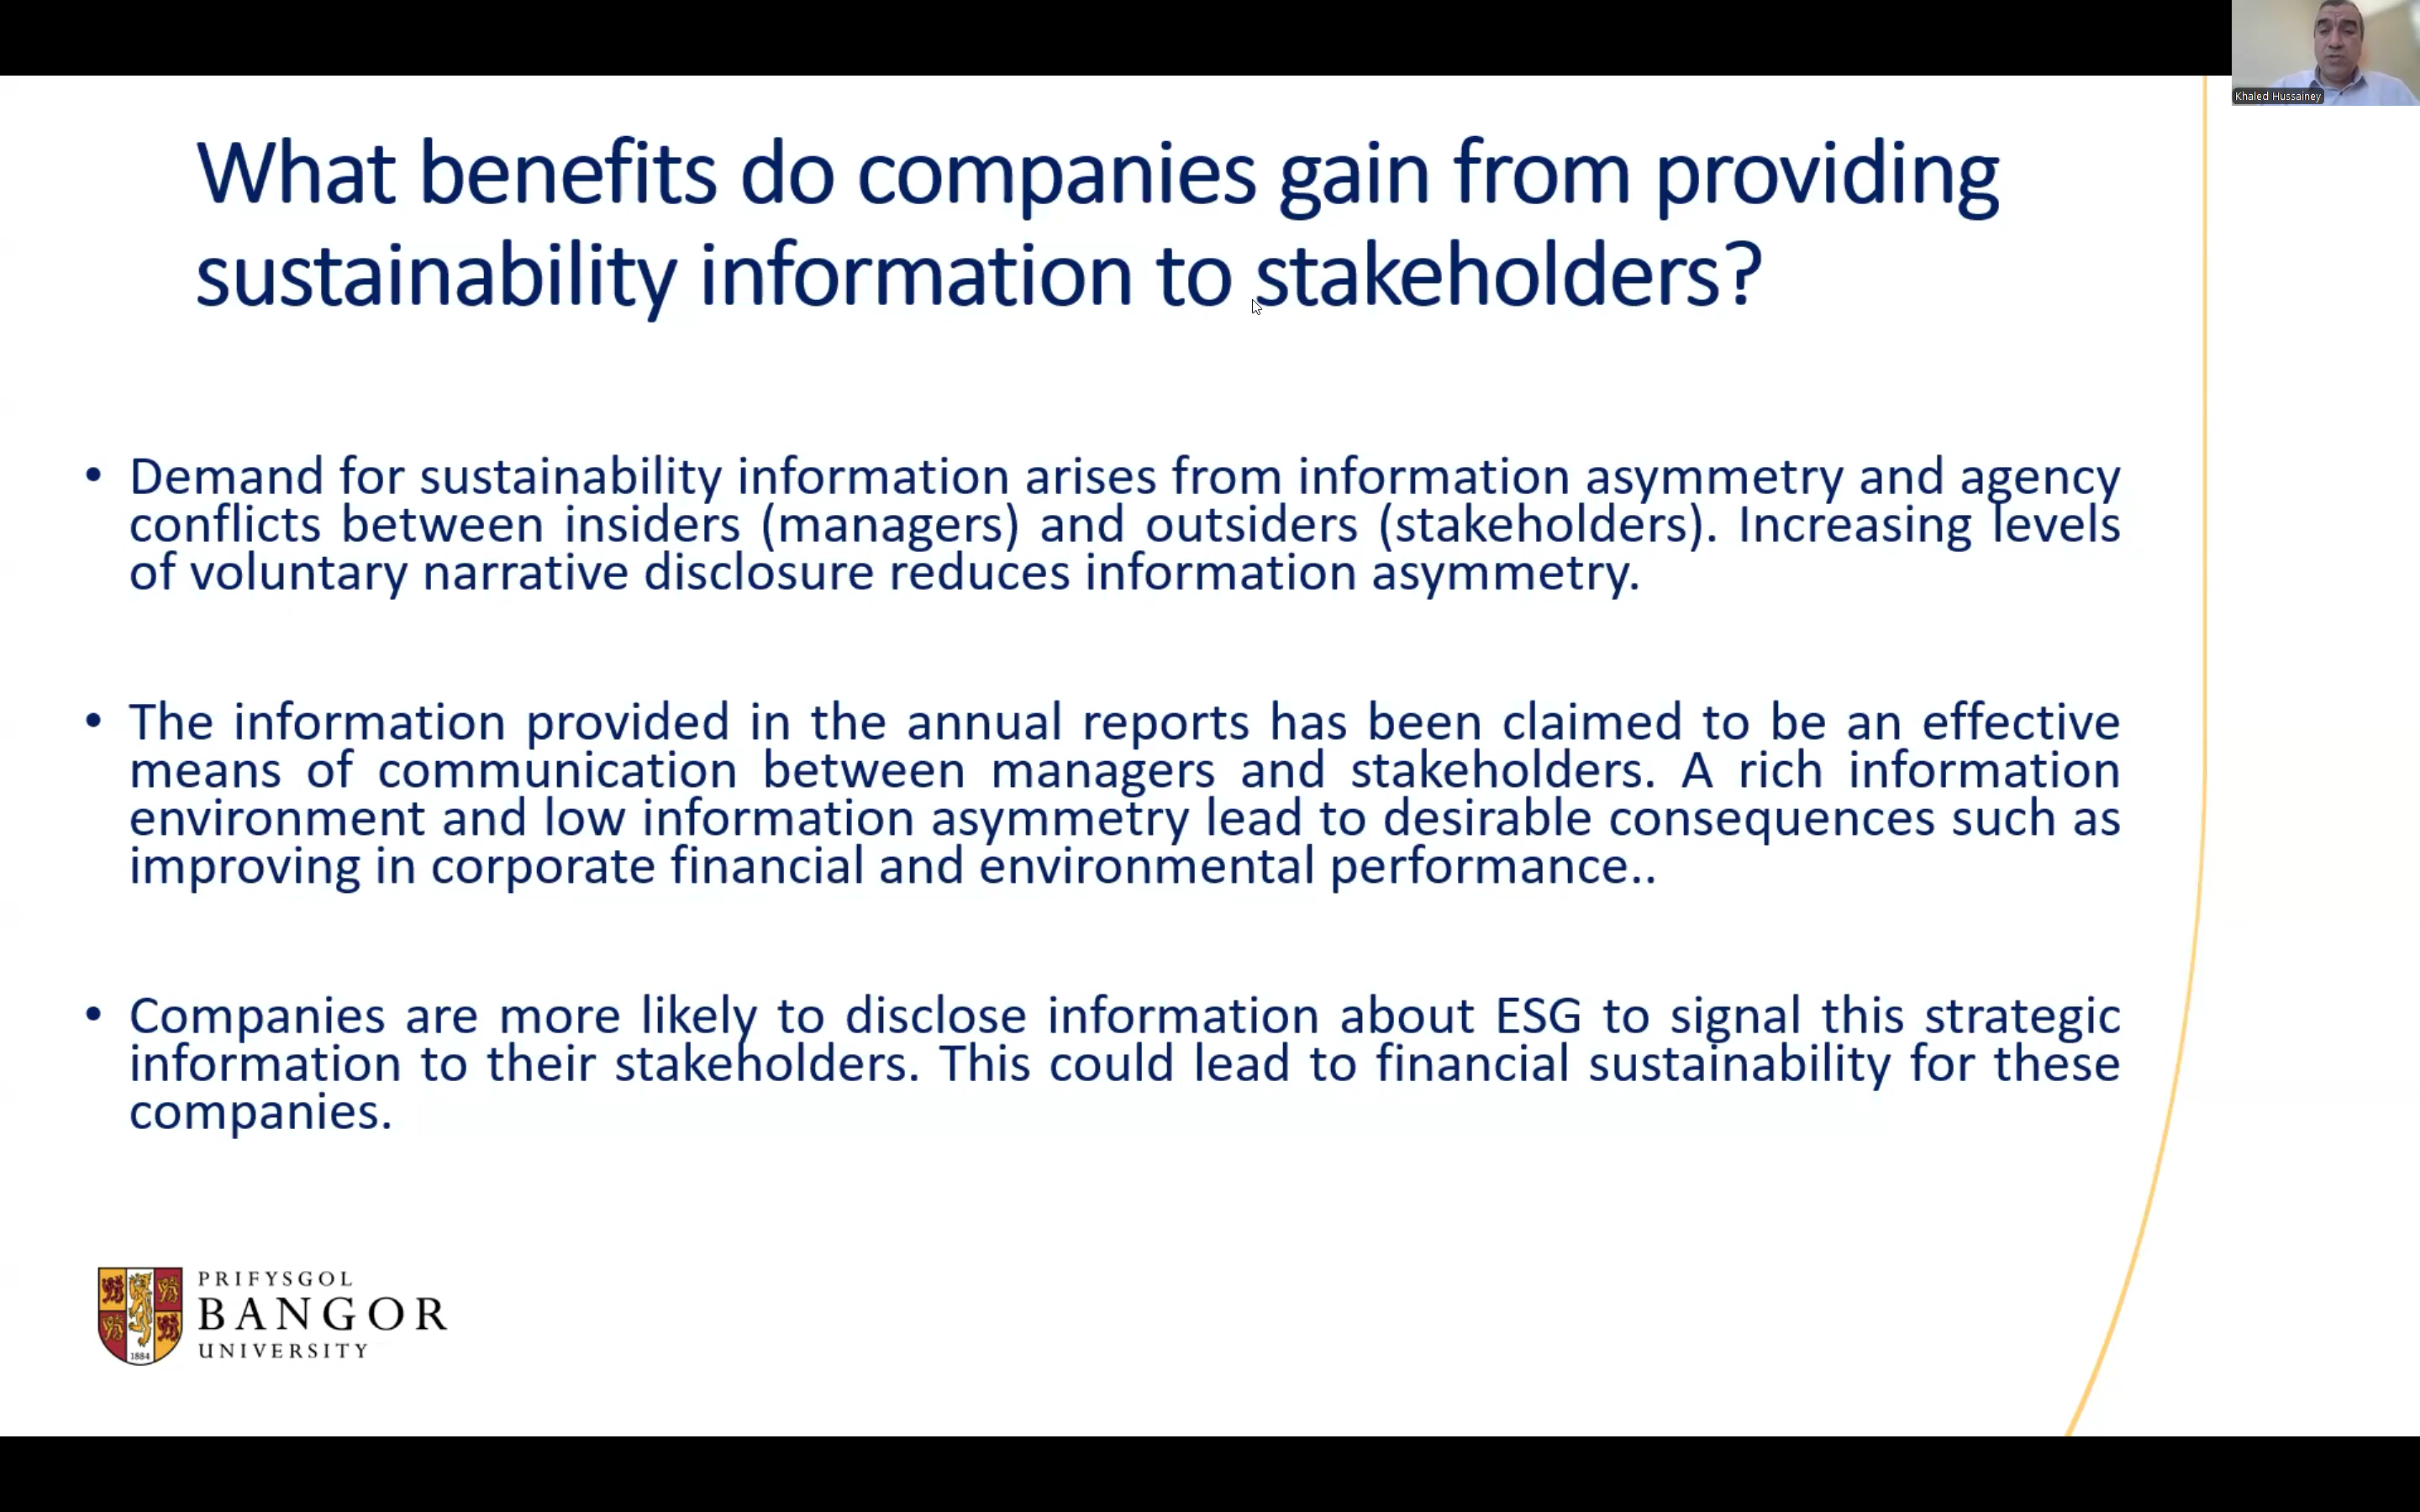 Khaled Hussainey
What benefits do companies gain from providing
sustainability information to stakeholders?
• Demand for sustainability information arises from information asymmetry and agency
conflicts between insiders (managers) and outsiders (stakeholders). Increasing levels
of voluntary narrative disclosure reduces information asymmetry.
• The information provided in the annual reports has been claimed to be an effective
means of communication between managers and stakeholders. A rich information
environment and low information asymmetry lead to desirable consequences such as
improving in corporate financial and environmental performance..
• Companies are more likely to disclose information about ESG to signal this strategic
information to their stakeholders. This could lead to financial sustainability for these
companies.
PRIFYSGOL
BANGOR
UNIVERSITY
1884